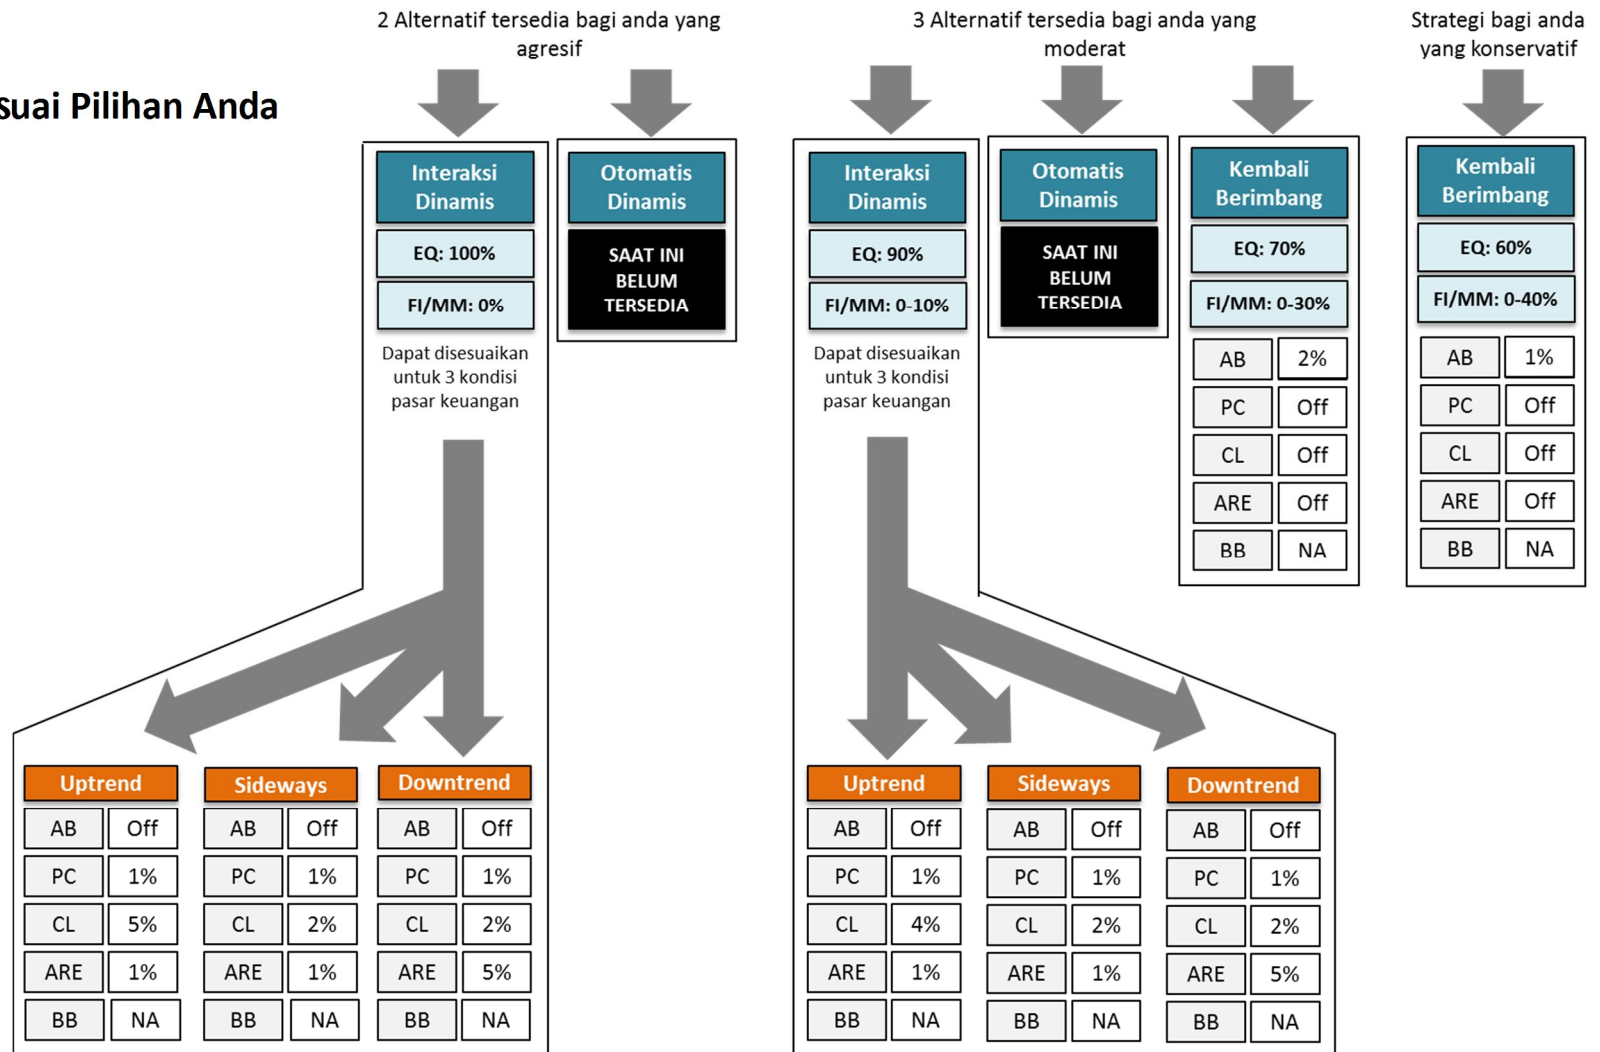 2 Alternatif tersedia bagi anda yang
agresif
3 Alternatif tersedia bagi anda yang
moderat
Strategi bagi anda
yang konservatif
suai Pilihan Anda
Interaksi
Dinamis
EQ: 100%
FI/MM: 0%
Dapat disesuaikan
untuk 3 kondisi
pasar keuangan
Otomatis
Dinamis
SAAT INI
BELUM
TERSEDIA
Interaksi
Dinamis
EQ: 90%
FI/MM: 0-10%
Dapat disesuaikan
untuk 3 kondisi
pasar keuangan
Otomatis
Dinamis
SAAT INI
BELUM
TERSEDIA
Kembali
Berimbang
EQ: 70%
FI/MM: 0-30%
AB 2%
PC Off
CL Off
ARE Off
BB NA
Kembali
Berimbang
EQ: 60%
FI/MM: 0-40%
AB 1%
PC Off
CL Off
ARE Off
BB NA
Uptrend
AB Off
PC 1%
CL 5%
ARE 1%
BB NA
Sideways
AB Off
PC 1%
CL 2%
ARE 1%
BB NA
Downtrend
AB Off
PC 1%
CL 2%
ARE 5%
BB NA
Uptrend
AB Off
PC 1%
CL 4%
ARE 1%
BB NA
Sideways
AB Off
PC 1%
CL 2%
ARE 1%
BB NA
Downtrend
AB Off
PC 1%
CL 2%
ARE 5%
BB NA